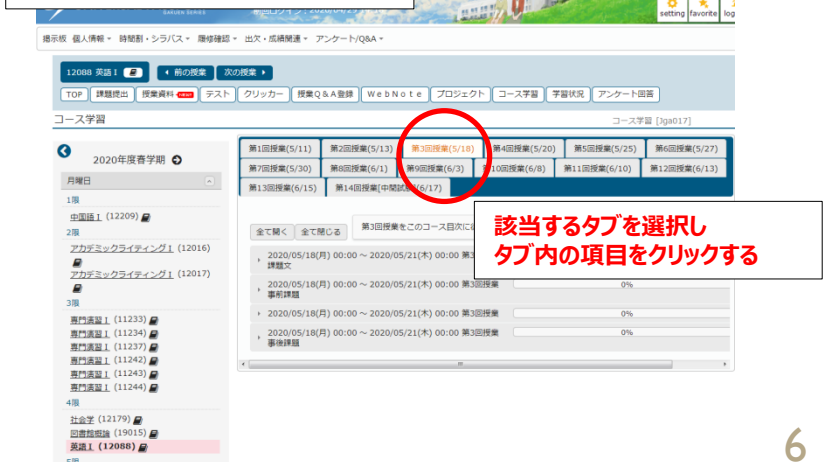 GARDEN SERIES
setting favorite
掲示板 個人情報 時間割・シラバス 履修確認 出欠・成績関連 アンケート/Q&A
12088 英語Ⅰ 前の授業 次の授業
TOP 課題提出 授業資料 NEW テスト クリッカー 授業Q&A登録 WebNote プロジェクト コース学習 学習状況 アンケート回答
コース学習 コース学習 [Jga017]
2020年度春学期
月曜日
1限
中国語Ⅰ (12209)
2限
アカデミックライティングⅠ (12016)
アカデミックライティングⅠ (12017)
3限
専門演習Ⅰ (11233)
専門演習Ⅰ (11234)
専門演習Ⅰ (11237)
専門演習Ⅰ (11242)
専門演習Ⅰ (11243)
専門演習Ⅰ (11244)
4限
社会学 (12179)
図書館概論 (19015)
英語Ⅰ (12088)
第1回授業(5/11) 第2回授業(5/13) 第3回授業(5/18) 第4回授業(5/20) 第5回授業(5/25) 第6回授業(5/27)
第7回授業(5/30) 第8回授業(6/1) 第9回授業(6/3) 第10回授業(6/8) 第11回授業(6/10) 第12回授業(6/13)
第13回授業(6/15) 第14回授業[中間試験](6/17)
全て開く 全て閉じる 第3回授業をこのコース目次に
該当するタブを選択し
タブ内の項目をクリックする
2020/05/18(月) 00:00 ~ 2020/05/21(木) 00:00 第3
課題文
2020/05/18(月) 00:00 ~ 2020/05/21(木) 00:00 第3回授業 0%
事前課題
2020/05/18(月) 00:00 ~ 2020/05/21(木) 00:00 第3回授業 0%
2020/05/18(月) 00:00 ~ 2020/05/21(木) 00:00 第3回授業 0%
事後課題
6